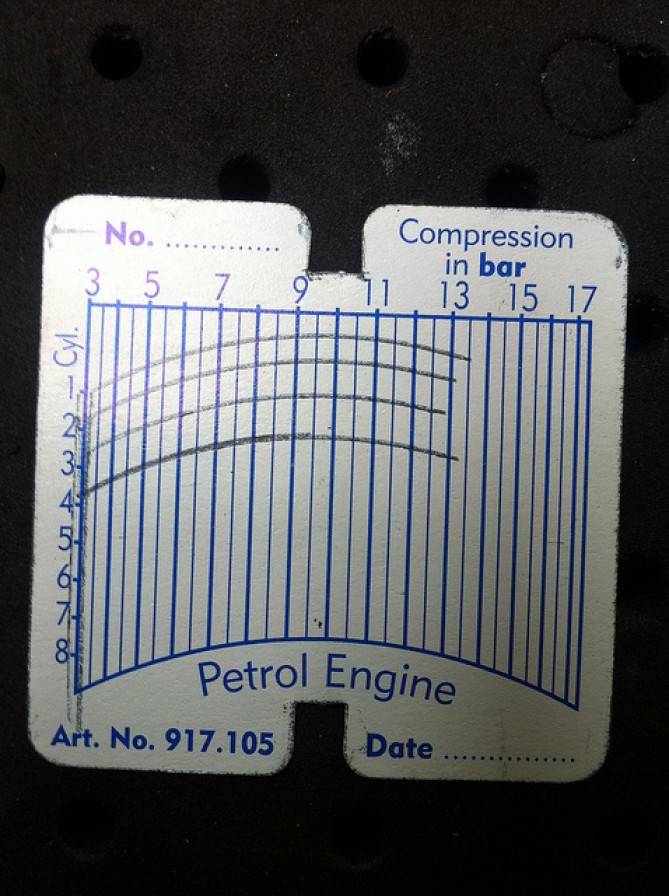 No. ..............
Compression
in bar
3 5 7 9 11 13 15 17
Cyl.
1
2
3
4
5
6
7
8
Petrol Engine
Art. No. 917.105
Date ................